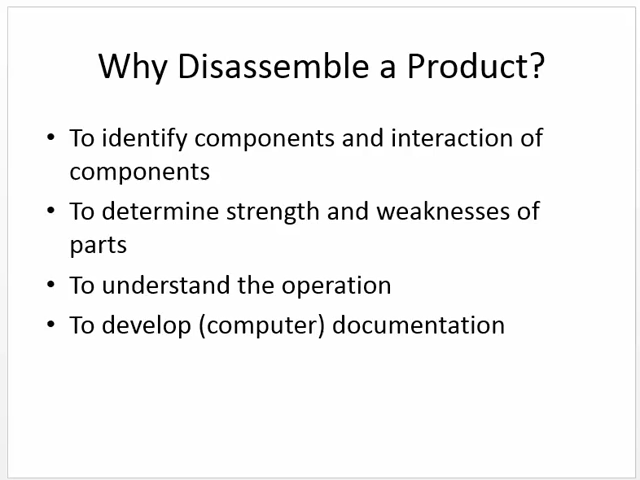 Why Disassemble a Product?
• To identify components and interaction of
components
• To determine strength and weaknesses of
parts
• To understand the operation
• To develop (computer) documentation